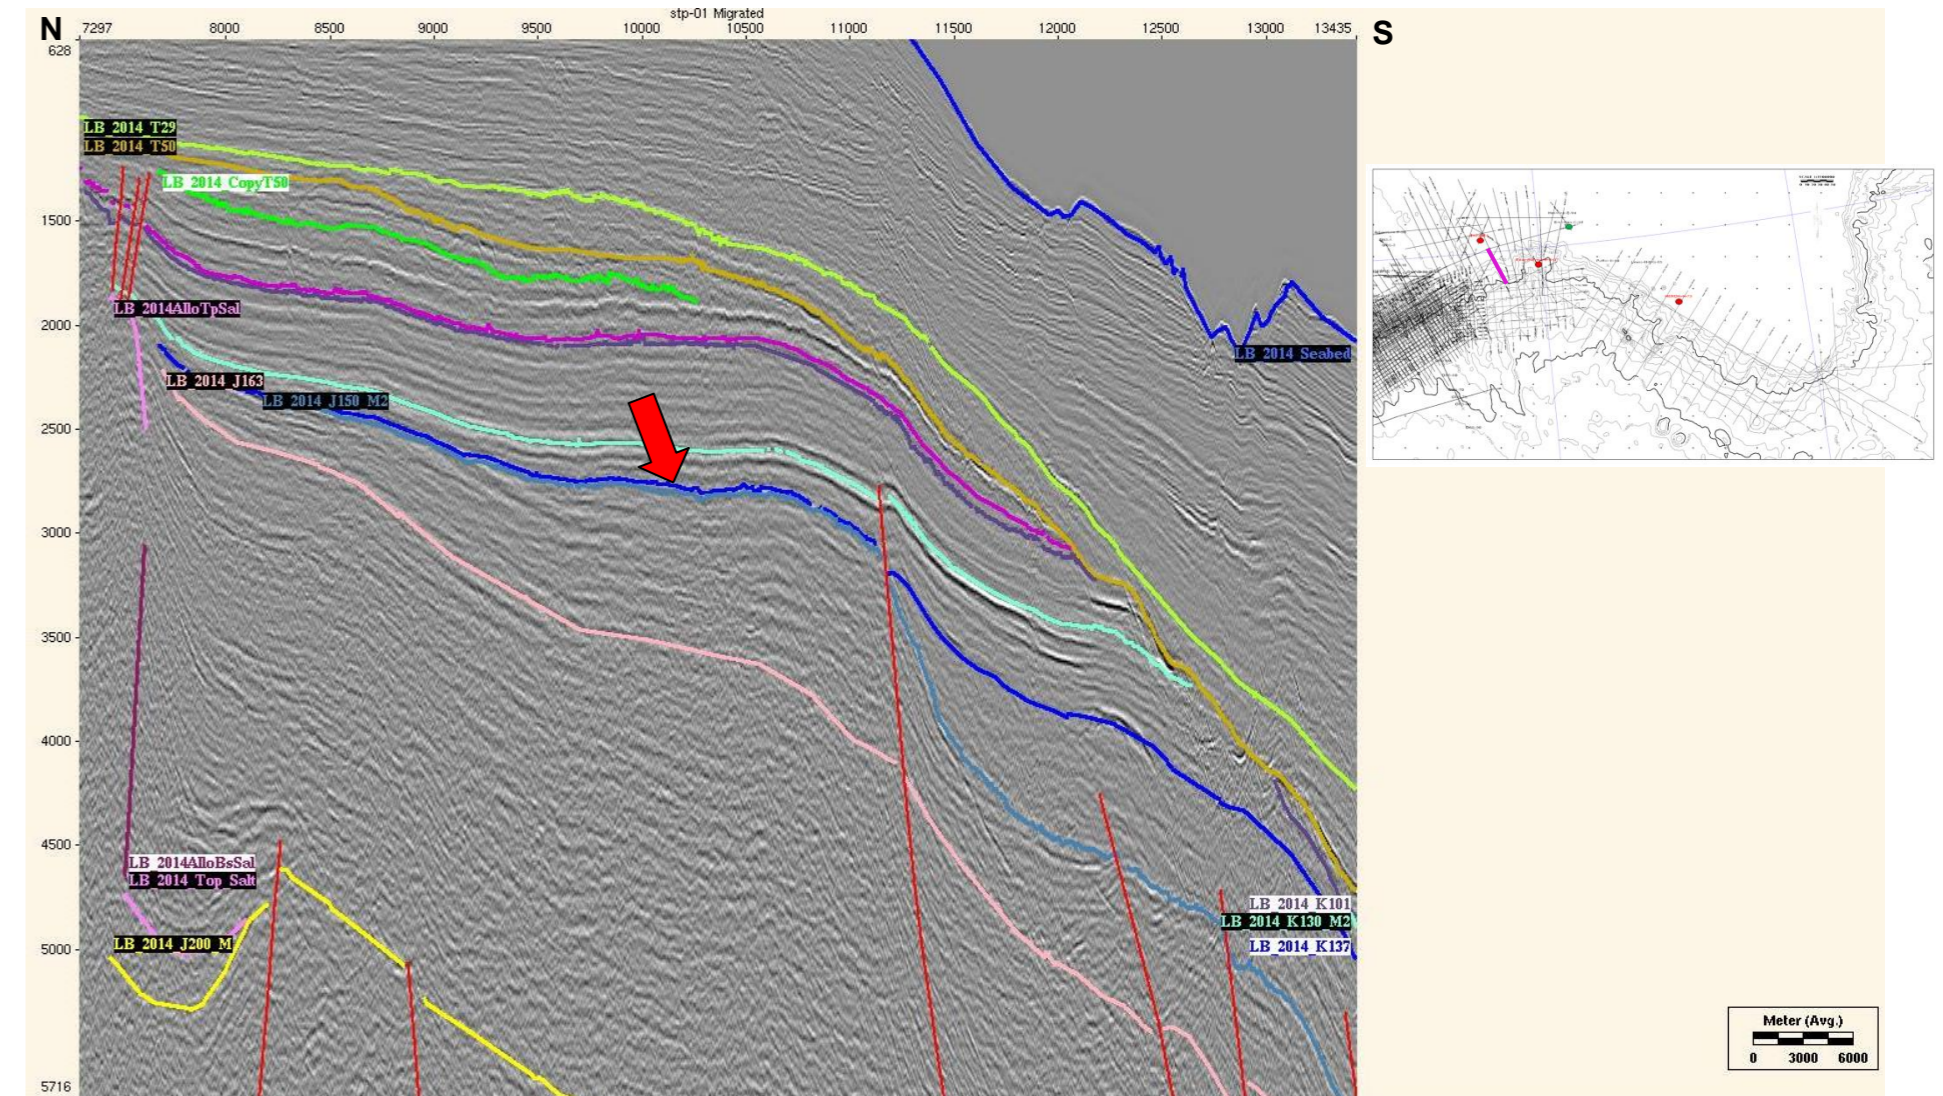 stp-01 Migrated
N
S
7297 8000 8500 9000 9500 10000 10500 11000 11500 12000 12500 13000 13435
628
LB_2014_T29
LB_2014_T50
LB_2014_CopyT50
1500
2000
LB_2014AlloTpSal
LB_2014_Seabed
LB_2014_J163
LB_2014_J150_M2
2500
3000
3500
4000
4500
LB_2014AlloBsSal
LB_2014_Top_Salt
LB_2014_K101
LB_2014_K130_M2
LB_2014_J200_M
LB_2014_K137
5000
5716
Meter (Avg.)
0 3000 6000